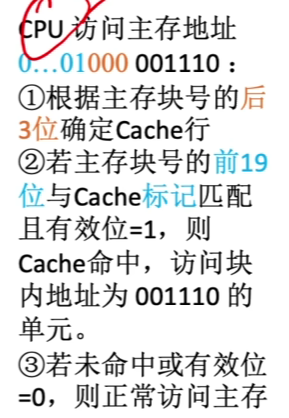 CPU 访问主存地址
0…01000 001110：
①根据主存块号的后
3位确定Cache行
②若主存块号的前19
位与Cache标记匹配
且有效位=1，则
Cache命中，访问块
内地址为 001110 的
单元。
③若未命中或有效位
=0，则正常访问主存